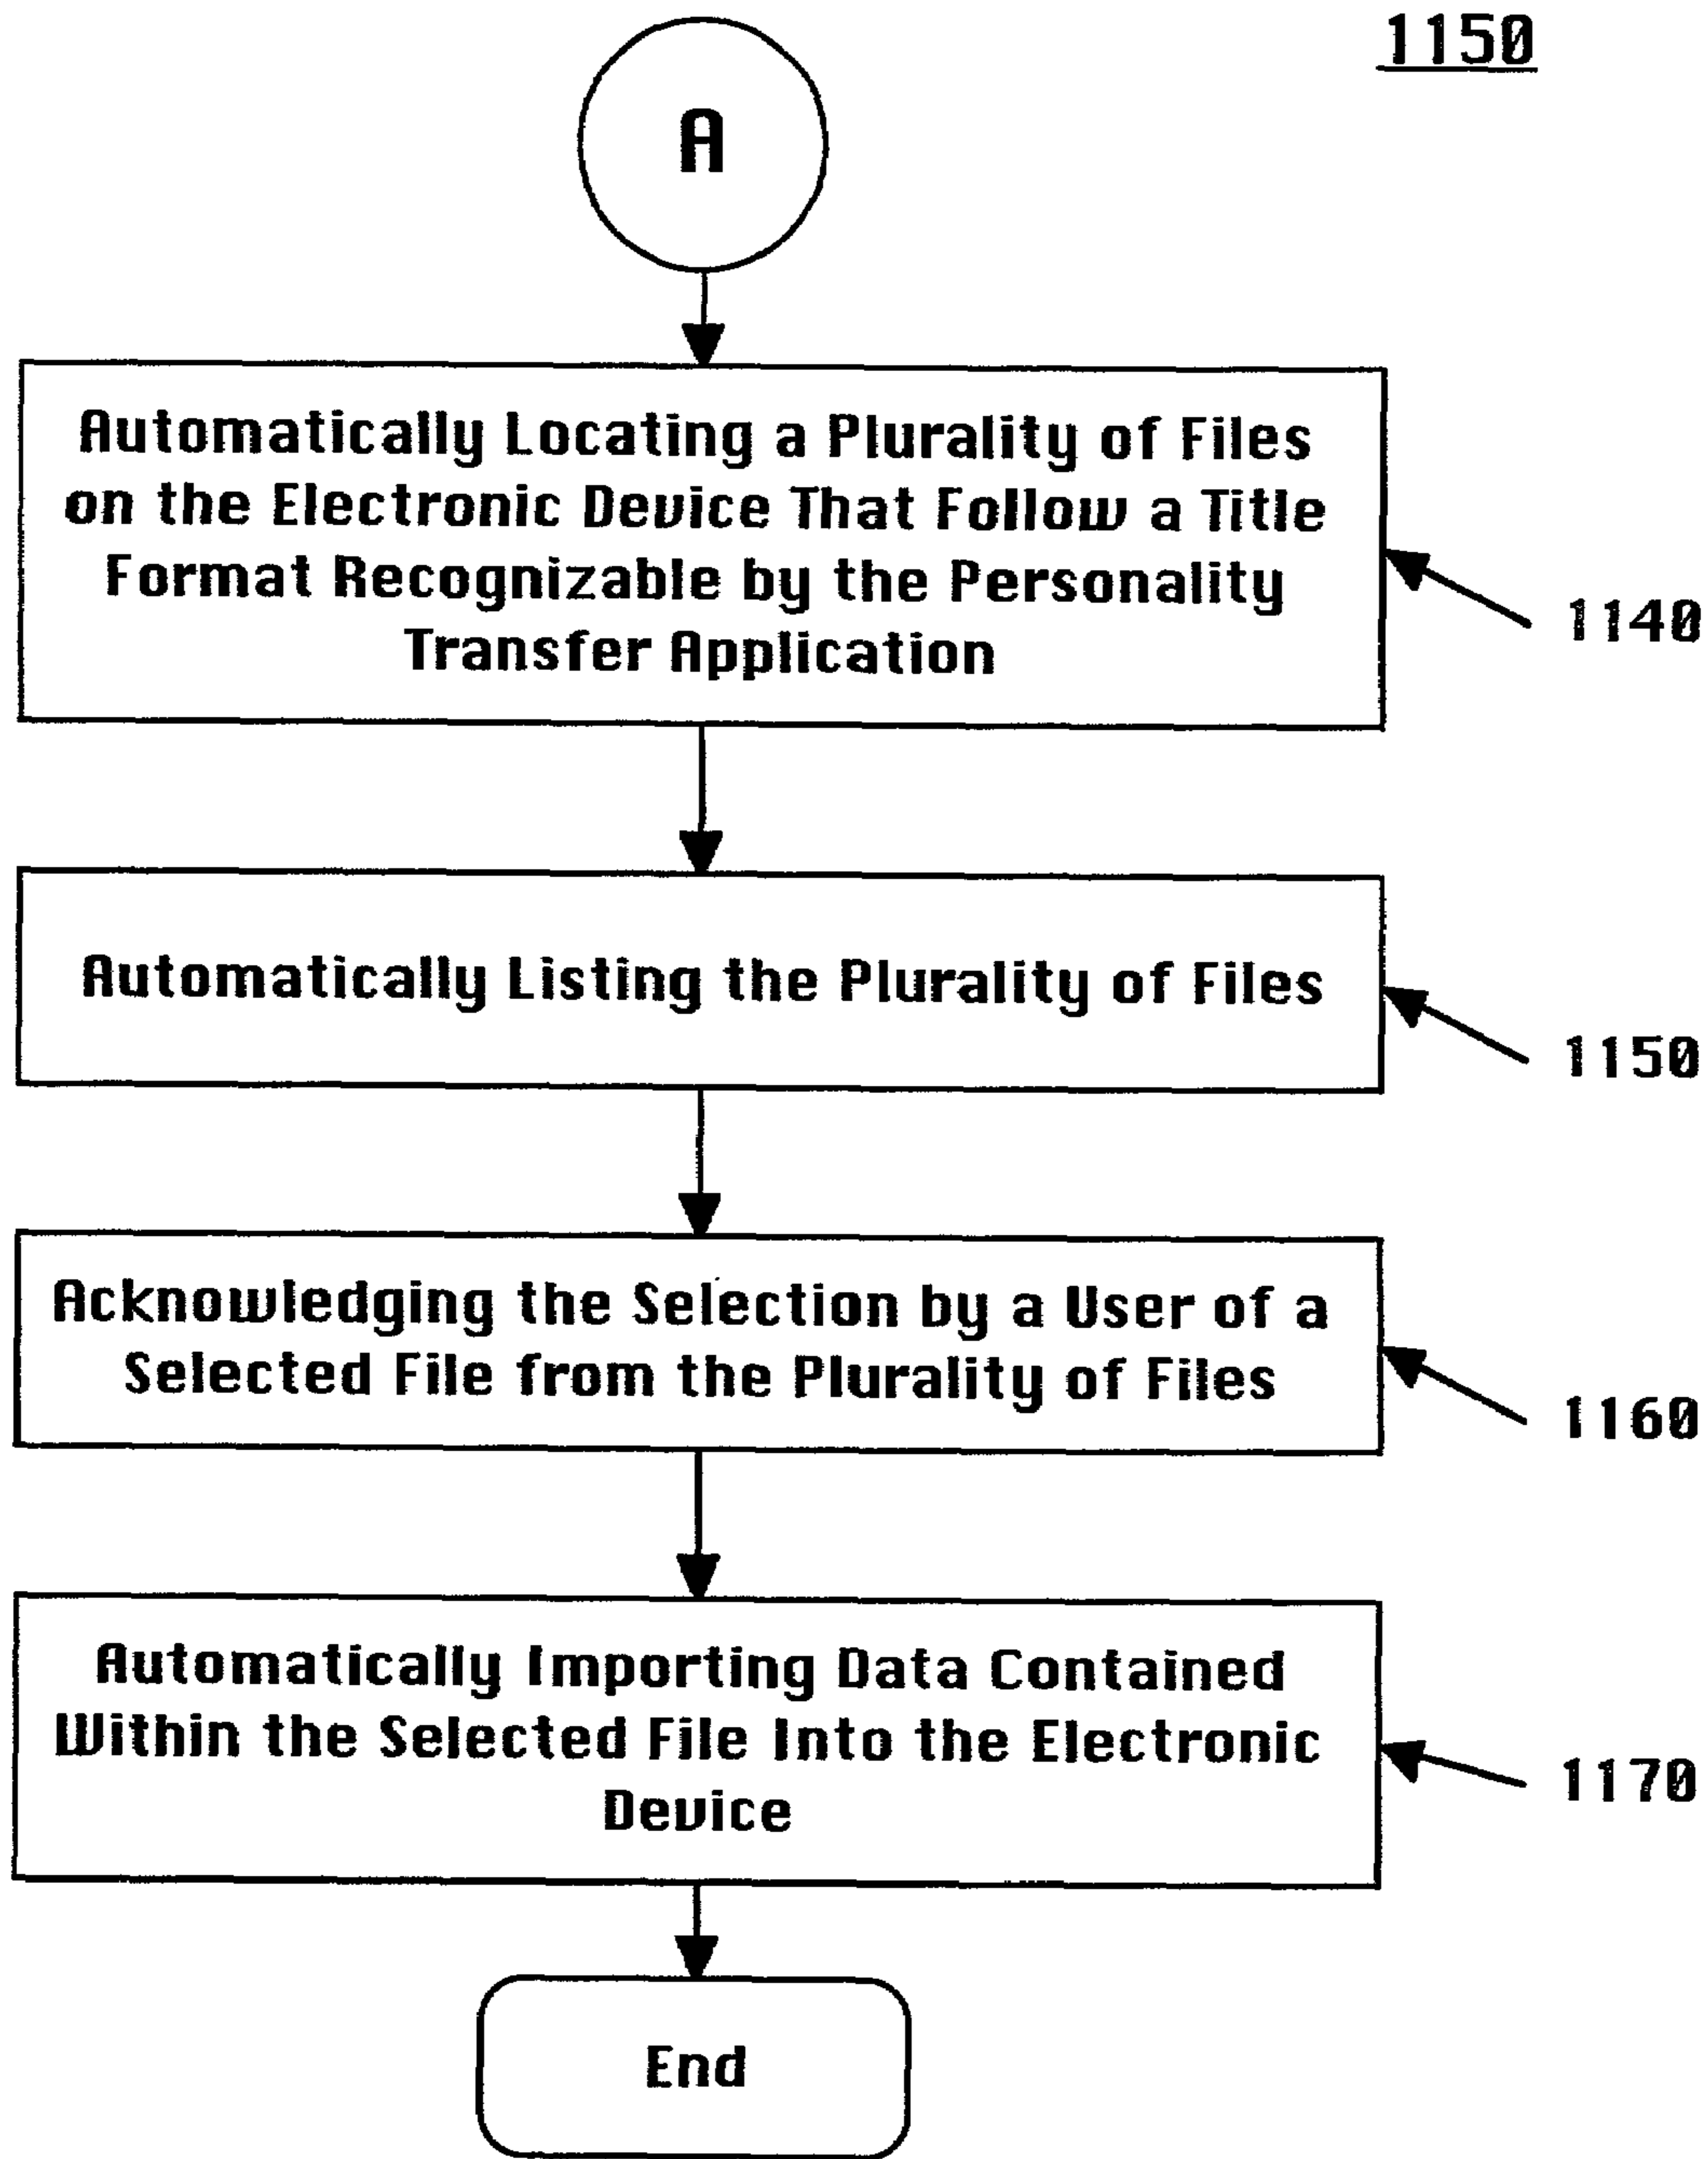 1150
A
Automatically Locating a Plurality of Files
on the Electronic Device That Follow a Title
Format Recognizable by the Personality
Transfer Application
1140
Automatically Listing the Plurality of Files
1150
Acknowledging the Selection by a User of a
Selected File from the Plurality of Files
1160
Automatically Importing Data Contained
Within the Selected File Into the Electronic
Device
1170
End